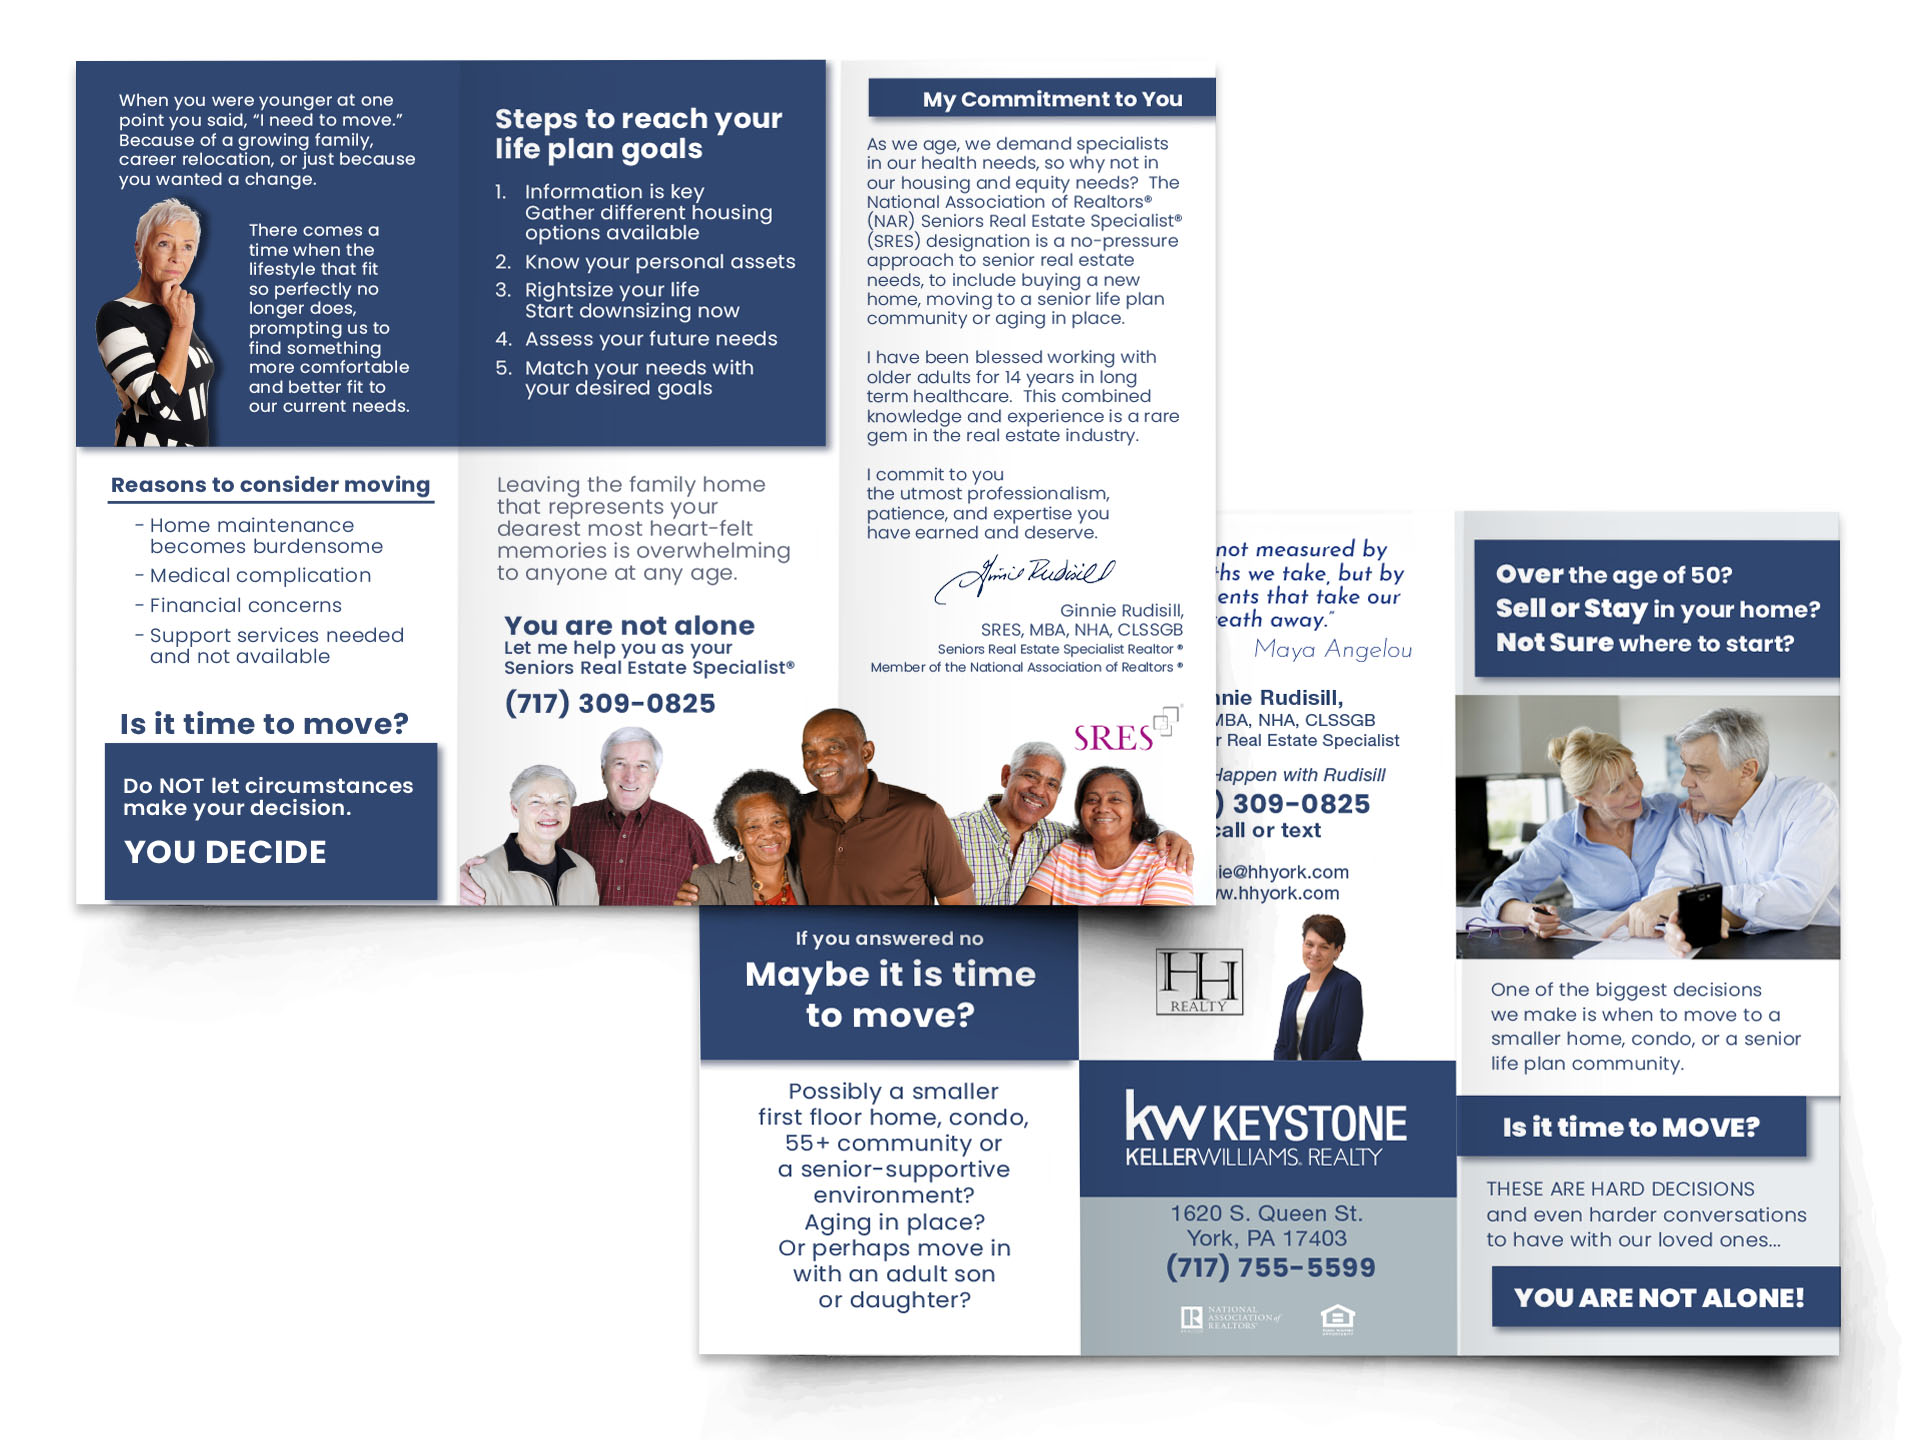 When you were younger at one
point you said, “I need to move.”
Because of a growing family,
career relocation, or just because
you wanted a change.
There comes a
time when the
lifestyle that fit
so perfectly no
longer does,
prompting us to
find something
more comfortable
and better fit to
our current needs.
Reasons to consider moving
- Home maintenance
becomes burdensome
- Medical complication
- Financial concerns
- Support services needed
and not available
Is it time to move?
Do NOT let circumstances
make your decision.
YOU DECIDE
Steps to reach your
life plan goals
1. Information is key
Gather different housing
options available
2. Know your personal assets
3. Rightsize your life
Start downsizing now
4. Assess your future needs
5. Match your needs with
your desired goals
Leaving the family home
that represents your
dearest most heart-felt
memories is overwhelming
to anyone at any age.
You are not alone
Let me help you as your
Seniors Real Estate Specialist®
(717) 309-0825
My Commitment to You
As we age, we demand specialists
in our health needs, so why not in
our housing and equity needs? The
National Association of Realtors®
(NAR) Seniors Real Estate Specialist®
(SRES) designation is a no-pressure
approach to senior real estate
needs, to include buying a new
home, moving to a senior life plan
community or aging in place.
I have been blessed working with
older adults for 14 years in long
term healthcare. This combined
knowledge and experience is a rare
gem in the real estate industry.
I commit to you
the utmost professionalism,
patience, and expertise you
have earned and deserve.
Ginnie Rudisill
Ginnie Rudisill,
SRES, MBA, NHA, CLSSGB
Seniors Real Estate Specialist Realtor ®
Member of the National Association of Realtors ®
SRES®
If you answered no
Maybe it is time
to move?
Possibly a smaller
first floor home, condo,
55+ community or
a senior-supportive
environment?
Aging in place?
Or perhaps move in
with an adult son
or daughter?
not measured by
ths we take, but by
ents that take our
eath away.”
Maya Angelou
nnie Rudisill,
MBA, NHA, CLSSGB
r Real Estate Specialist
Happen with Rudisill
) 309-0825
call or text
ie@hhyork.com
w.hhyork.com
HH
REALTY
kw KEYSTONE
KELLERWILLIAMS. REALTY
1620 S. Queen St.
York, PA 17403
(717) 755-5599
NATIONAL
ASSOCIATION of
REALTORS®
Over the age of 50?
Sell or Stay in your home?
Not Sure where to start?
One of the biggest decisions
we make is when to move to a
smaller home, condo, or a senior
life plan community.
Is it time to MOVE?
THESE ARE HARD DECISIONS
and even harder conversations
to have with our loved ones...
YOU ARE NOT ALONE!